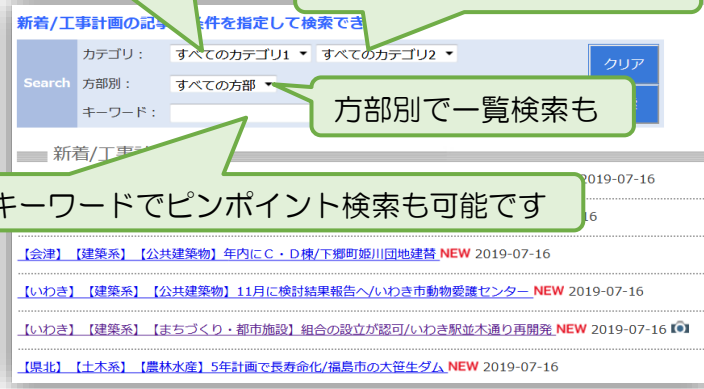 新着/工事計画の記事 条件を指定して検索でき
カテゴリ： すべてのカテゴリ1 すべてのカテゴリ2
クリア
Search 方部別： すべての方部
方部別で一覧検索も
キーワード：
新着/工事計
2019-07-16
キーワードでピンポイント検索も可能です
16
【会津】【建築系】【公共建築物】年内にＣ・Ｄ棟/下郷町姫川団地建替 NEW 2019-07-16
【いわき】【建築系】【公共建築物】11月に検討結果報告へ/いわき市動物愛護センター NEW 2019-07-16
【いわき】【建築系】【まちづくり・都市施設】組合の設立が認可/いわき駅並木通り再開発 NEW 2019-07-16
【県北】【土木系】【農林水産】5年計画で長寿命化/福島市の大笹生ダム NEW 2019-07-16